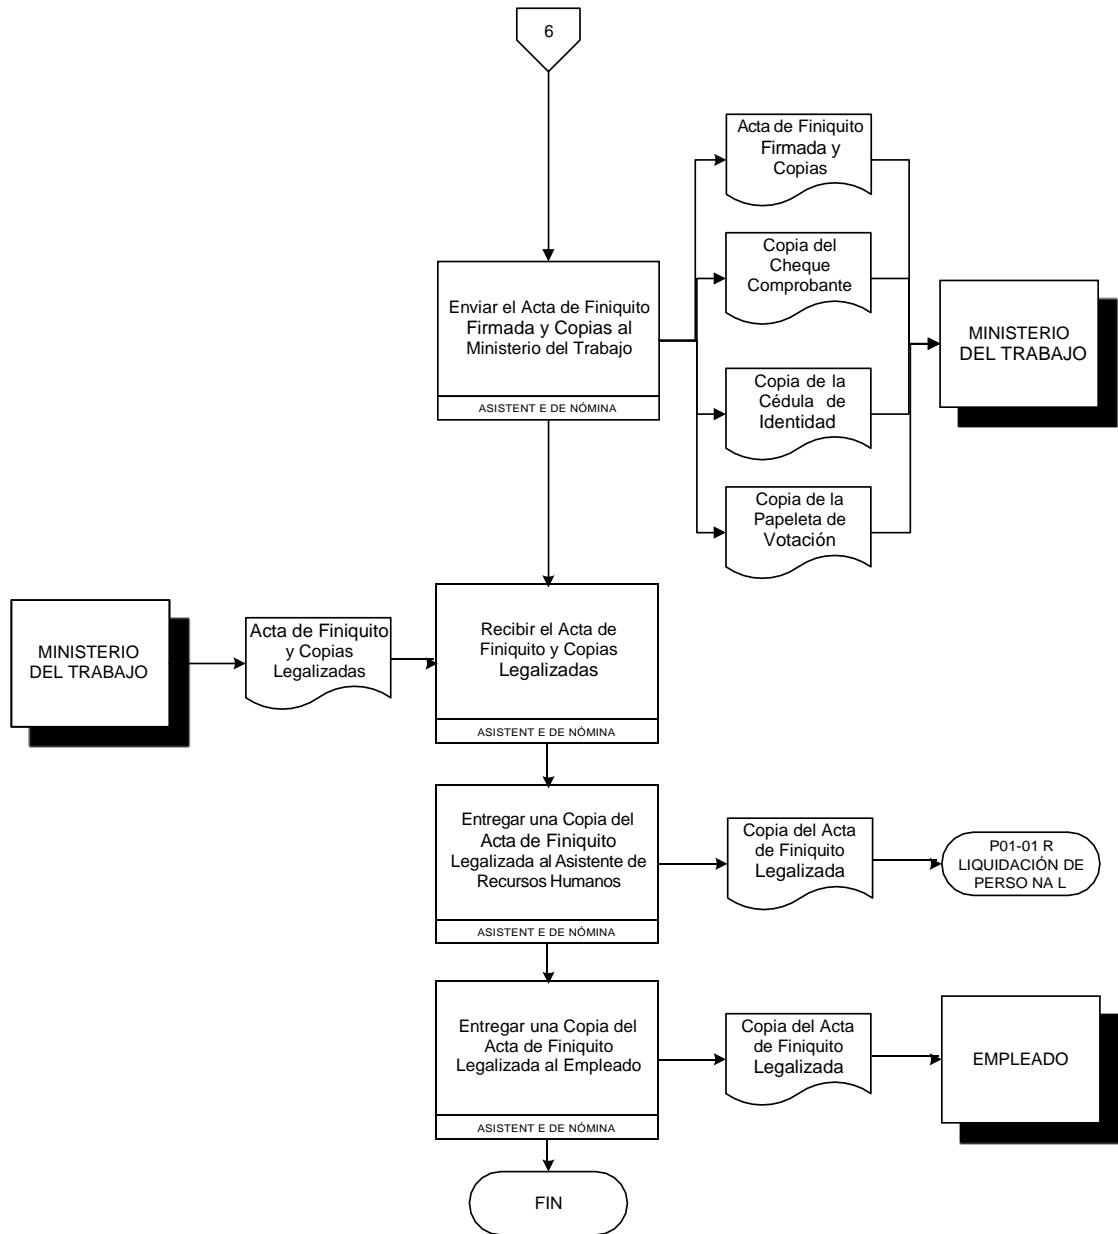 6
Acta de Finiquito
Firmada y
Copias
Copia del
Cheque
Comprobante
Enviar el Acta de Finiquito
Firmada y Copias al
Ministerio del Trabajo
ASISTENT E DE NÓMINA
MINISTERIO
DEL TRABAJO
Copia de la
Cédula de
Identidad
Copia de la
Papeleta de
Votación
MINISTERIO
DEL TRABAJO
Acta de Finiquito
y Copias
Legalizadas
Recibir el Acta de
Finiquito y Copias
Legalizadas
ASISTENT E DE NÓMINA
Entregar una Copia del
Acta de Finiquito
Legalizada al Asistente de
Recursos Humanos
ASISTENT E DE NÓMINA
Copia del Acta
de Finiquito
Legalizada
P01-01 R
LIQUIDACIÓN DE
PERSO NA L
Entregar una Copia del
Acta de Finiquito
Legalizada al Empleado
ASISTENT E DE NÓMINA
Copia del Acta
de Finiquito
Legalizada
EMPLEADO
FIN